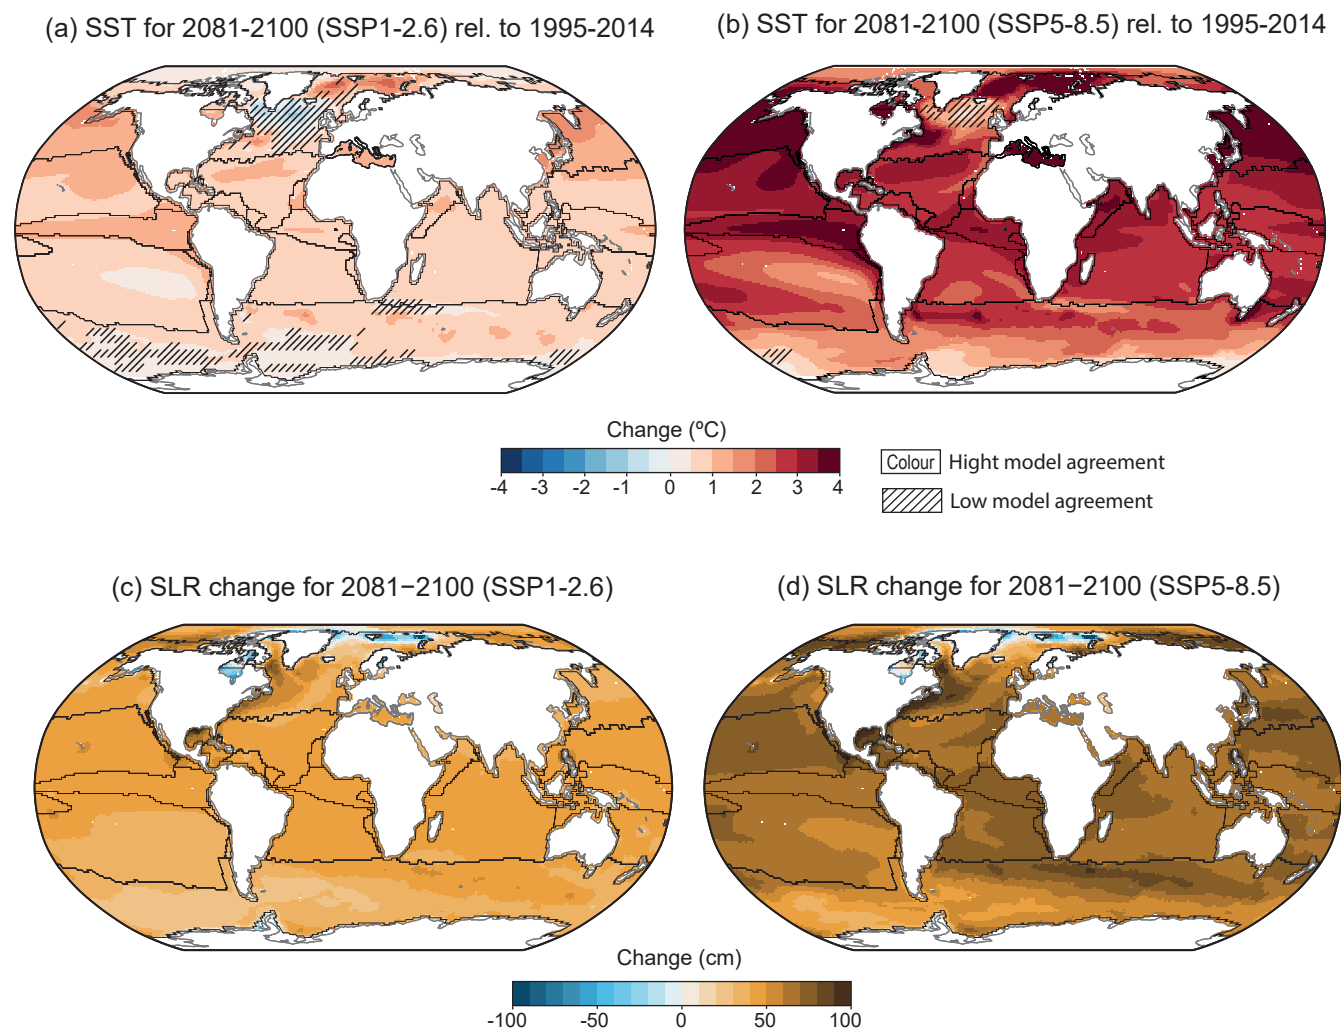 (a) SST for 2081-2100 (SSP1-2.6) rel. to 1995-2014
(b) SST for 2081-2100 (SSP5-8.5) rel. to 1995-2014
Change (ºC)
-4 -3 -2 -1 0 1 2 3 4
Colour Hight model agreement
Low model agreement
(c) SLR change for 2081−2100 (SSP1-2.6)
(d) SLR change for 2081−2100 (SSP5-8.5)
Change (cm)
-100 -50 0 50 100